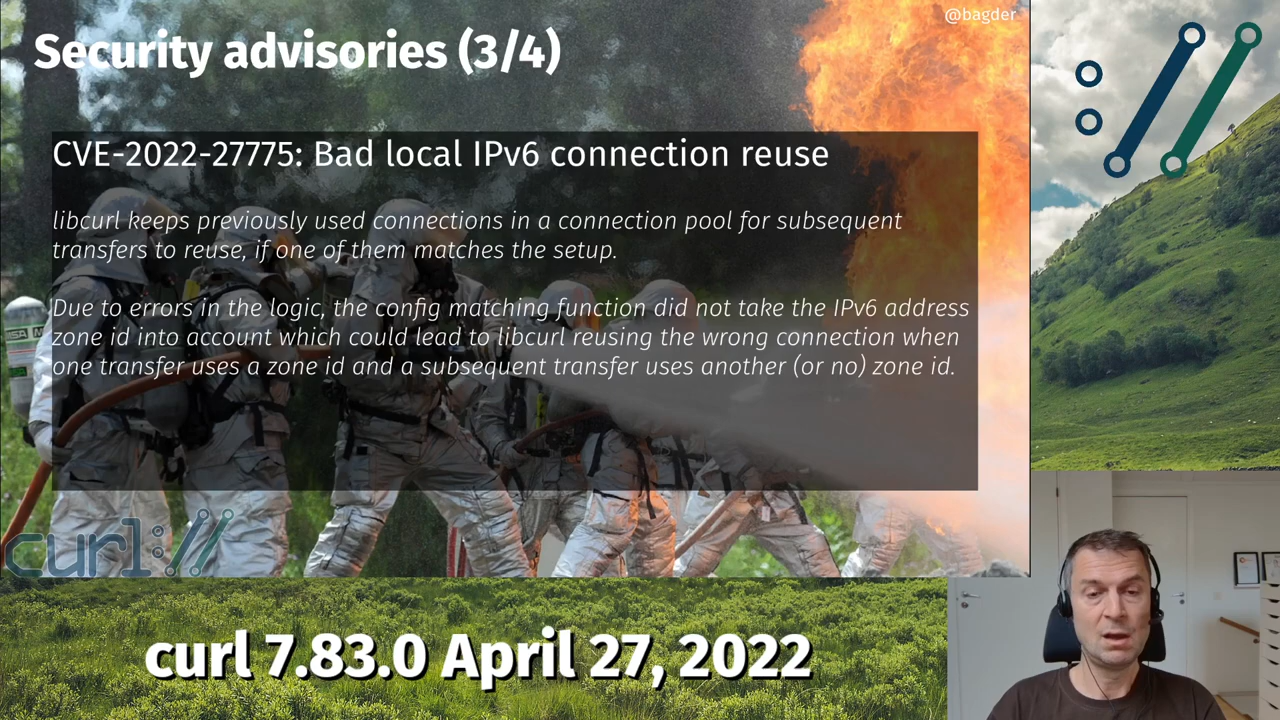 @bagder
Security advisories (3/4)
CVE-2022-27775: Bad local IPv6 connection reuse
libcurl keeps previously used connections in a connection pool for subsequent
transfers to reuse, if one of them matches the setup.
Due to errors in the logic, the config matching function did not take the IPv6 address
zone id into account which could lead to libcurl reusing the wrong connection when
one transfer uses a zone id and a subsequent transfer uses another (or no) zone id.
curl://
curl 7.83.0 April 27, 2022